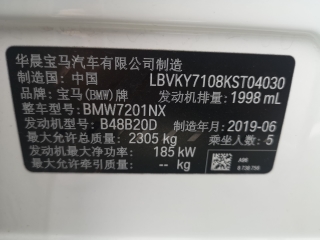 华晨宝马汽车有限公司制造
制造国：中国 LBVKY7108KST04030
品牌：宝马(BMW)牌 发动机排量：1998 mL
整车型号：BMW7201NX
发动机型号：B48B20D 制造年月：2019-06
最大允许总质量：2305 kg 乘坐人数：5
发动机最大净功率：185 kW
最大允许牵引质量：--- kg